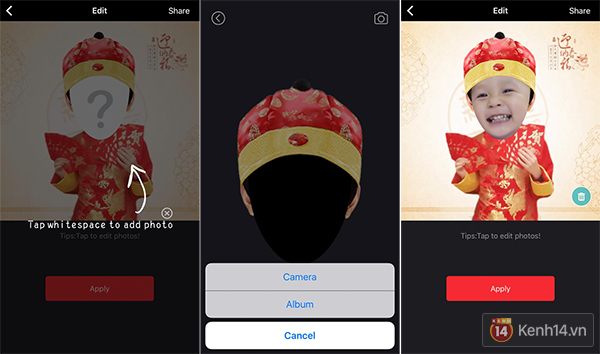 Edit
Share
?
Tap whitespace to add photo
Tips:Tap to edit photos!
Apply
Camera
Album
Cancel
Edit
Share
Tips:Tap to edit photos!
Apply
14 Kenh14.vn